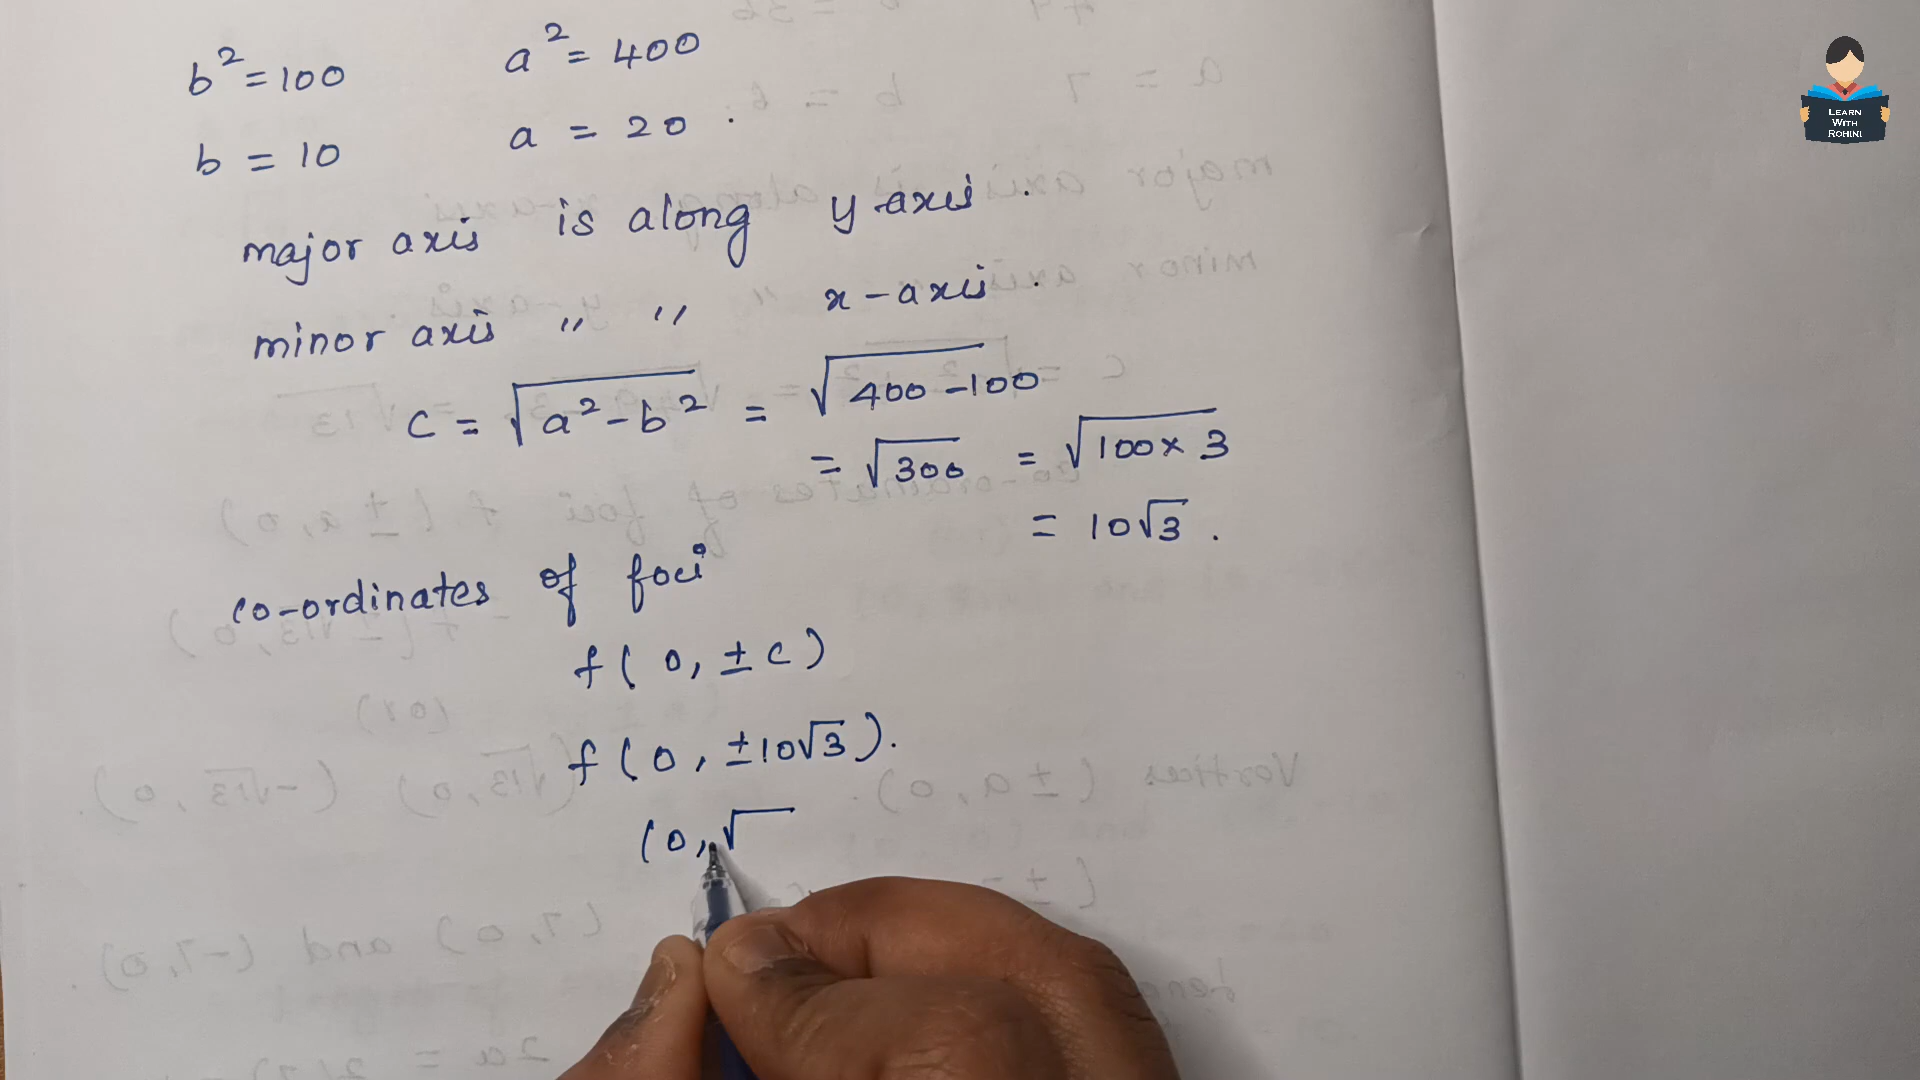 b² = 100 a² = 400
b = 10 a = 20 .
major axis is along y axis .
minor axis " " x - axis .
c = √a² - b² = √400 - 100
= √300 = √100 × 3
= 10√3 .
co-ordinates of foci
f ( 0, ± c )
f ( 0, ± 10√3 ).
( 0, √
LEARN
WITH
ROHINI